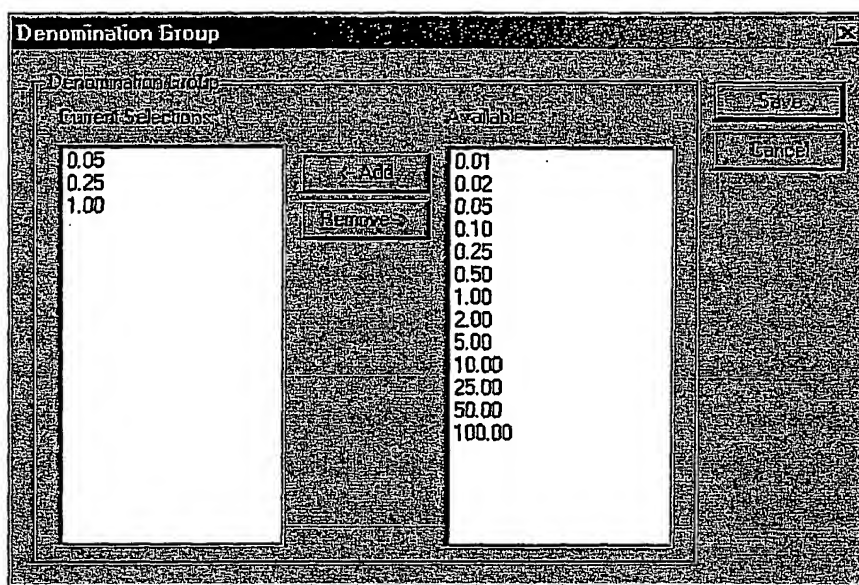 Denomination Group
Denomination Group
Current Selections
0.05
0.25
1.00
< Add
Remove>
Available
0.01
0.02
0.05
0.10
0.25
0.50
1.00
2.00
5.00
10.00
25.00
50.00
100.00
Save
Cancel